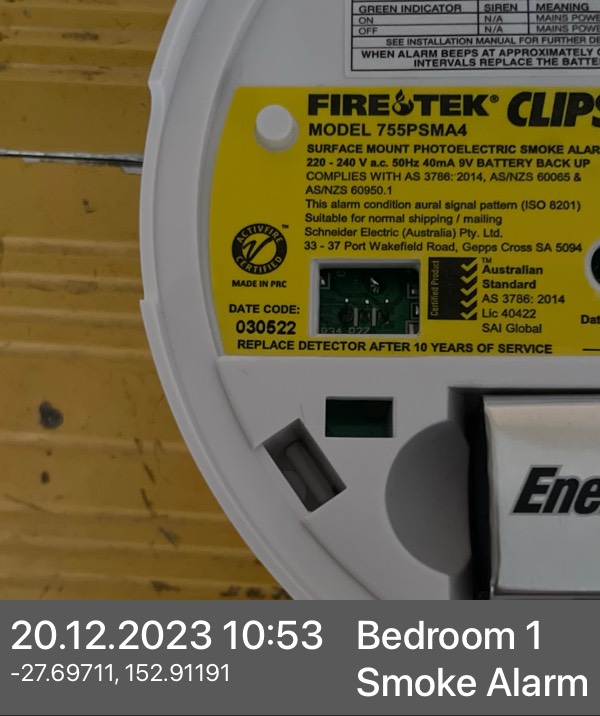 GREEN INDICATOR SIREN MEANING
ON N/A MAINS
OFF N/A MAINS
SEE INSTALLATION MANUAL FOR FURTHER
WHEN ALARM BEEPS AT APPROXIMATELY
INTERVALS REPLACE THE
FIRETEK® CLIPS
MODEL 755PSMA4
SURFACE MOUNT PHOTOELECTRIC SMOKE ALAR
220 - 240 V a.c. 50Hz 40mA 9V BATTERY BACK UP
COMPLIES WITH AS 3786: 2014, AS/NZS 60065 &
AS/NZS 60950.1
This alarm condition aural signal pattern (ISO 8201)
Suitable for normal shipping / mailing
Schneider Electric (Australia) Pty. Ltd.
33 - 37 Port Wakefield Road, Gepps Cross SA 5094
ACTIVFIRE
CERTIFIED
™
MADE IN PRC
Certified Product
™
Australian
Standard
AS 3786: 2014
Lic 40422
SAI Global
DATE CODE:
030522
Dat
REPLACE DETECTOR AFTER 10 YEARS OF SERVICE
Ene
20.12.2023 10:53
-27.69711, 152.91191
Bedroom 1
Smoke Alarm